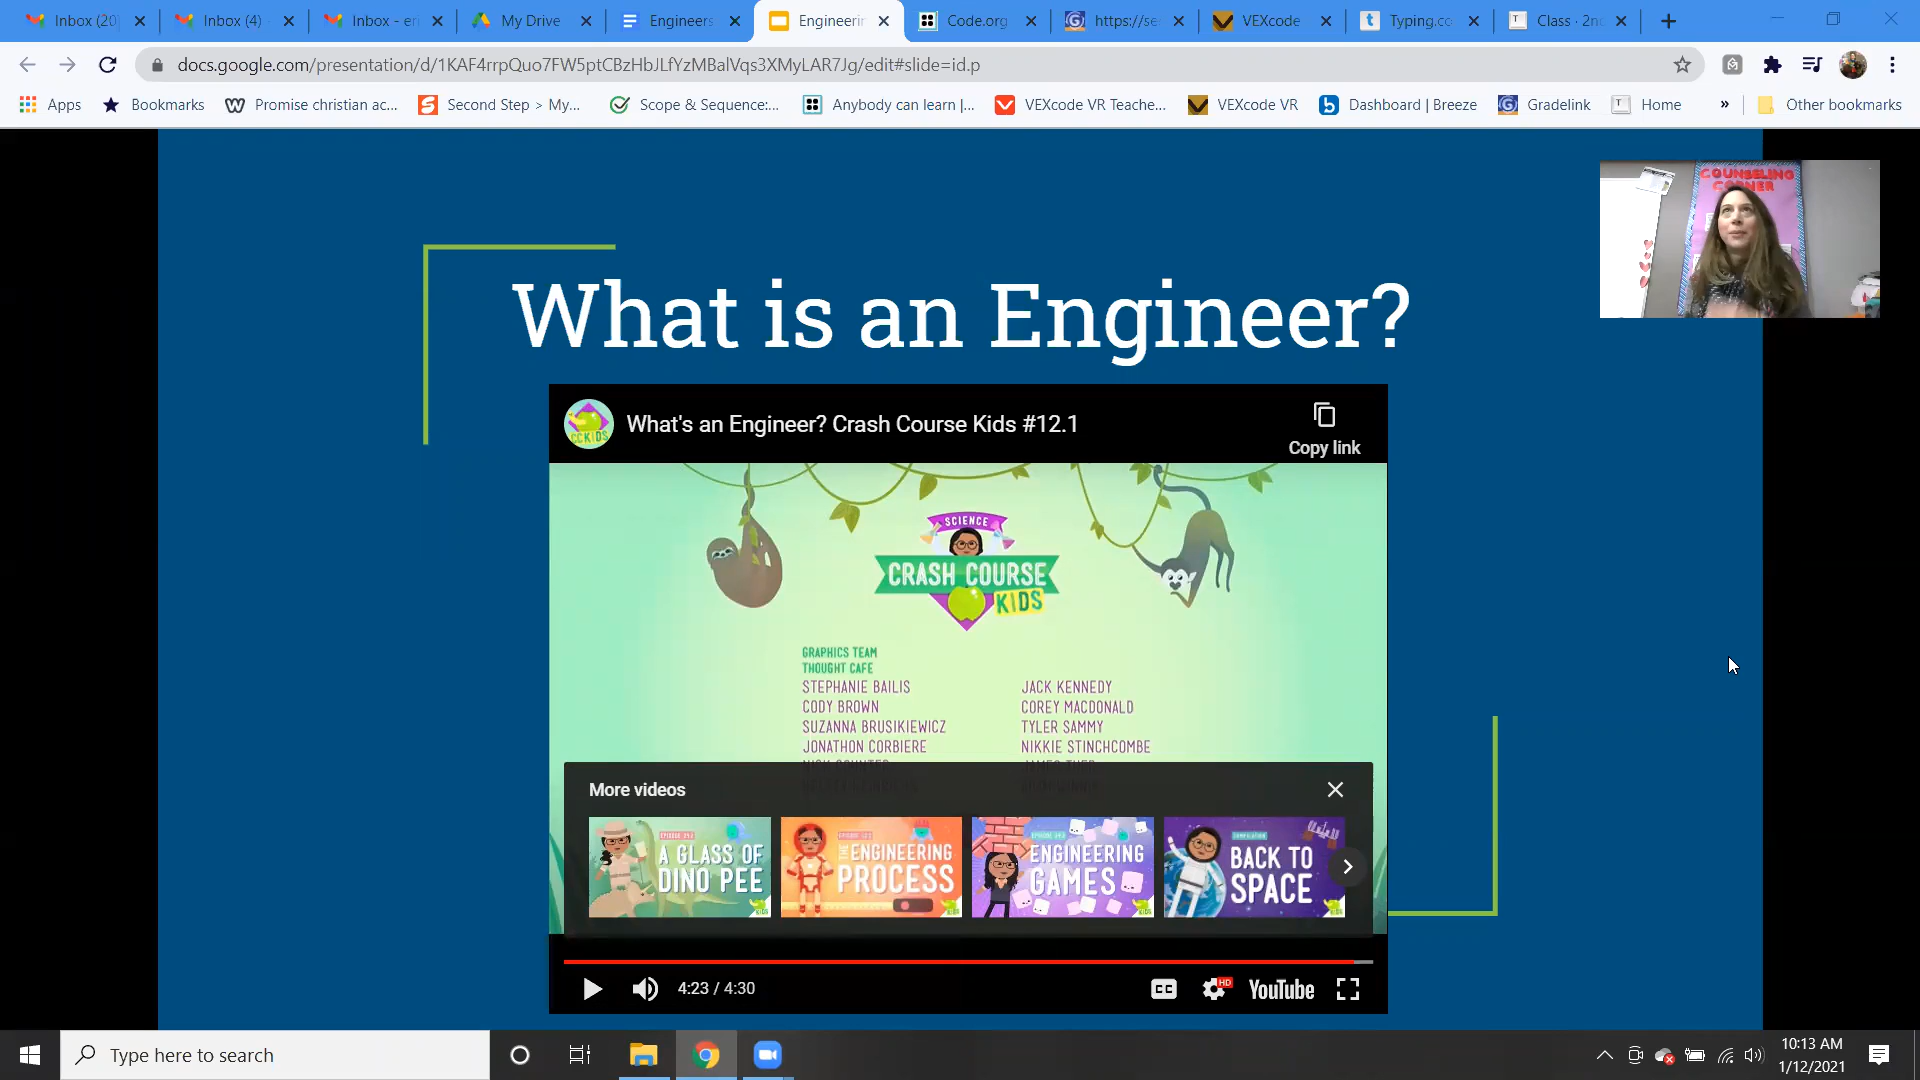 Inbox (20)
Inbox (4)
Inbox - er
My Drive
Engineers
Engineerin
Code.org
https://se
VEXcode
Typing.co
Class · 2nd
docs.google.com/presentation/d/1KAF4rrpQuo7FW5ptCBzHbJLfYzMBalVqs3XMyLAR7Jg/edit#slide=id.p
Apps
Bookmarks
Promise christian ac...
Second Step > My...
Scope & Sequence:...
Anybody can learn |...
VEXcode VR Teache...
VEXcode VR
Dashboard | Breeze
Gradelink
Home
»
Other bookmarks
COUNSELING
CORNER
What is an Engineer?
CC KIDS
What's an Engineer? Crash Course Kids #12.1
Copy link
SCIENCE
CRASH COURSE
KIDS
GRAPHICS TEAM
THOUGHT CAFE
STEPHANIE BAILIS
CODY BROWN
SUZANNA BRUSIKIEWICZ
JONATHON CORBIERE
JACK KENNEDY
COREY MACDONALD
TYLER SAMMY
NIKKIE STINCHCOMBE
More videos
A GLASS OF
DINO PEE
THE ENGINEERING
PROCESS
ENGINEERING
GAMES
BACK TO
SPACE
4:23 / 4:30
CC
HD
YouTube
Type here to search
10:13 AM
1/12/2021